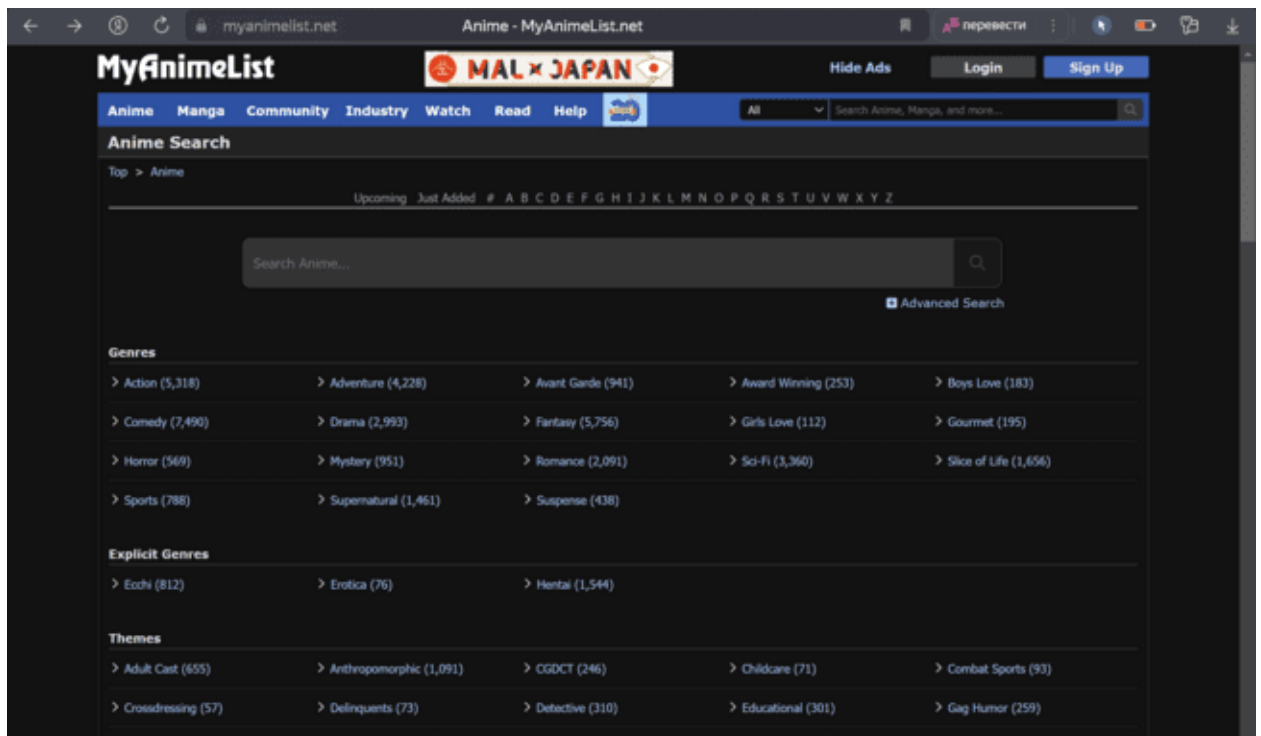 myanimelist.net Anime - MyAnimeList.net перевести
MyAnimeList MAL × JAPAN Hide Ads Login Sign Up
Anime Manga Community Industry Watch Read Help All Search Anime, Manga, and more...
Anime Search
Top > Anime
Upcoming Just Added # A B C D E F G H I J K L M N O P Q R S T U V W X Y Z
Search Anime...
Advanced Search
Genres
Action (5,318) Adventure (4,228) Avant Garde (941) Award Winning (253) Boys Love (183)
Comedy (7,490) Drama (2,993) Fantasy (5,756) Girls Love (112) Gourmet (195)
Horror (569) Mystery (951) Romance (2,091) Sci-Fi (3,360) Slice of Life (1,656)
Sports (788) Supernatural (1,461) Suspense (438)
Explicit Genres
Ecchi (812) Erotica (76) Hentai (1,544)
Themes
Adult Cast (655) Anthropomorphic (1,091) CGDCT (246) Childcare (71) Combat Sports (93)
Crossdressing (57) Delinquents (73) Detective (310) Educational (301) Gag Humor (259)